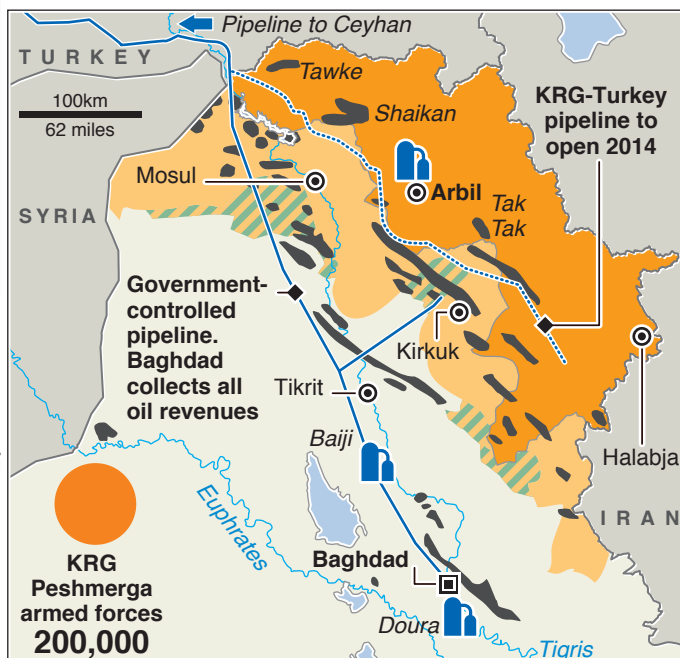 Pipeline to Ceyhan
TURKEY
100km
62 miles
Tawke
Shaikan
KRG-Turkey
pipeline to
open 2014
Mosul
Arbil
SYRIA
Tak
Tak
Government-
controlled
pipeline.
Baghdad
collects all
oil revenues
Kirkuk
Tikrit
Halabja
Baiji
IRAN
Euphrates
KRG
Peshmerga
armed forces
200,000
Baghdad
Doura
Tigris